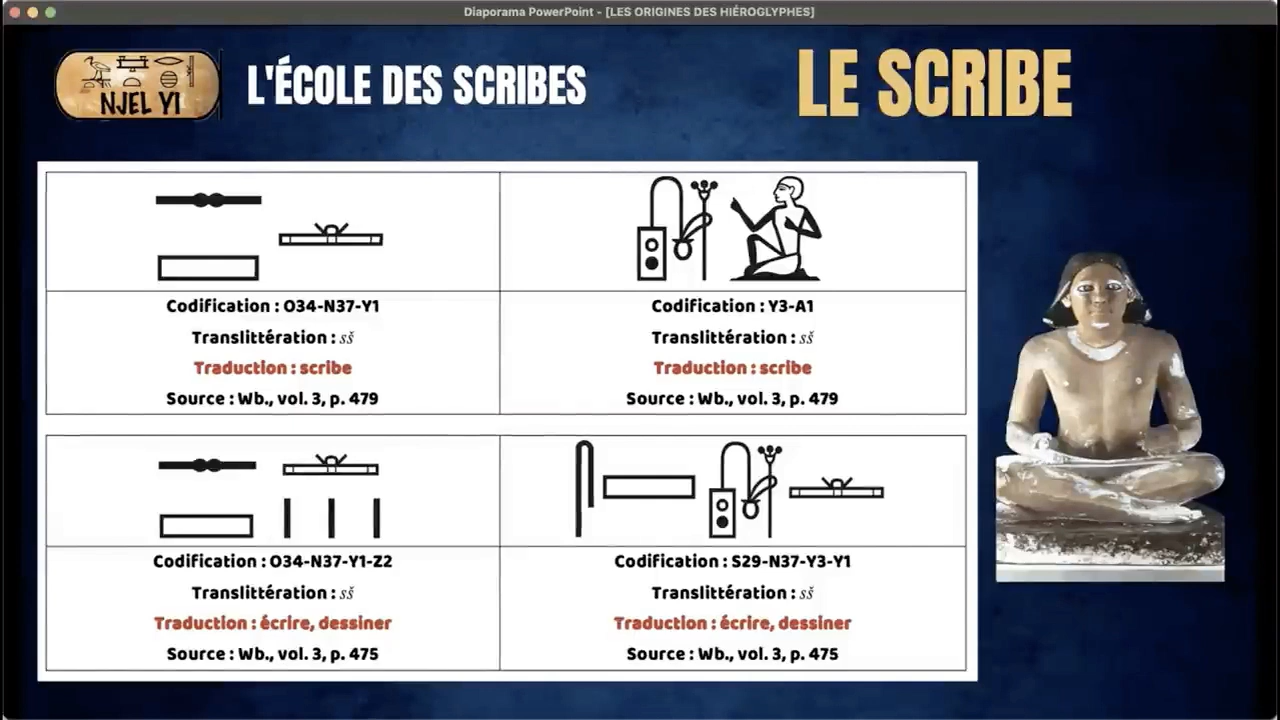 Diaporama PowerPoint - [LES ORIGINES DES HIÉROGLYPHES]
NJEL YI
L'ÉCOLE DES SCRIBES
LE SCRIBE
Codification : O34-N37-Y1
Translittération : sš
Traduction : scribe
Source : Wb., vol. 3, p. 479
Codification : Y3-A1
Translittération : sš
Traduction : scribe
Source : Wb., vol. 3, p. 479
Codification : O34-N37-Y1-Z2
Translittération : sš
Traduction : écrire, dessiner
Source : Wb., vol. 3, p. 475
Codification : S29-N37-Y3-Y1
Translittération : sš
Traduction : écrire, dessiner
Source : Wb., vol. 3, p. 475